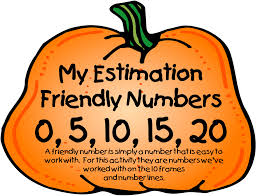 My Estimation
Friendly Numbers
0, 5, 10, 15, 20
A friendly number is simply a number that is easy to
work with. For this activity they are numbers we've
worked with on the 10 frames
and number lines.